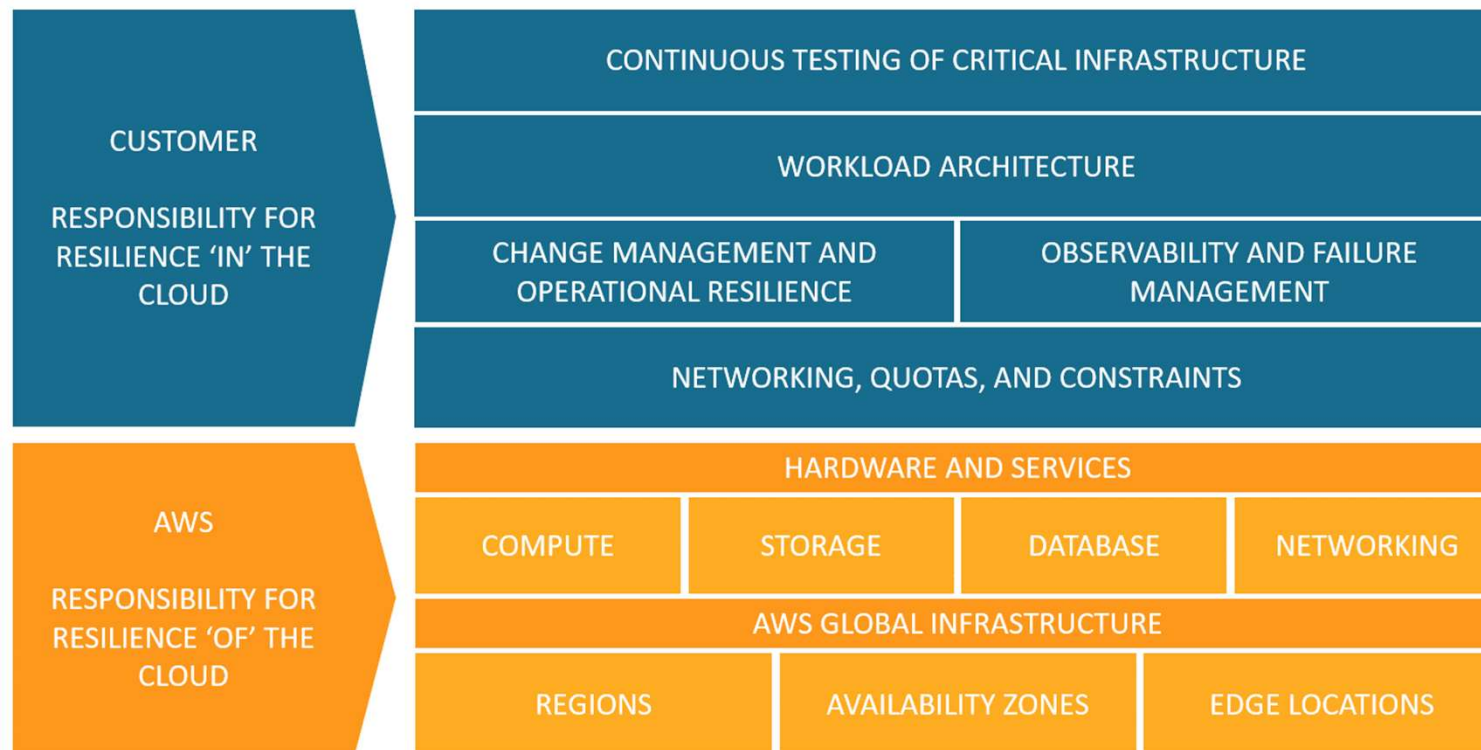 CUSTOMER
RESPONSIBILITY FOR
RESILIENCE ‘IN’ THE
CLOUD
CONTINUOUS TESTING OF CRITICAL INFRASTRUCTURE
WORKLOAD ARCHITECTURE
CHANGE MANAGEMENT AND
OPERATIONAL RESILIENCE
OBSERVABILITY AND FAILURE
MANAGEMENT
NETWORKING, QUOTAS, AND CONSTRAINTS
AWS
RESPONSIBILITY FOR
RESILIENCE ‘OF’ THE
CLOUD
HARDWARE AND SERVICES
COMPUTE
STORAGE
DATABASE
NETWORKING
AWS GLOBAL INFRASTRUCTURE
REGIONS
AVAILABILITY ZONES
EDGE LOCATIONS